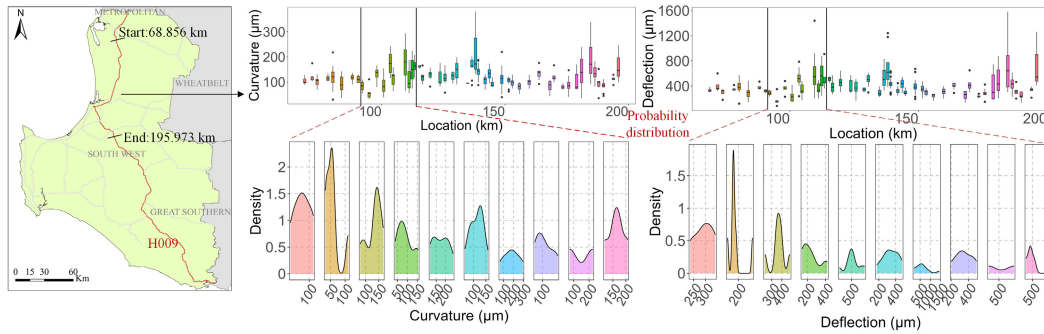 N
METROPOLITAN
Start:68.856 km
WHEATBELT
End:195.973 km
SOUTH WEST
GREAT SOUTHERN
H009
0 15 30 60
Km
Curvature (μm)
300
200
100
100 150 200
Location (km)
Probability
distribution
Deflection (μm)
1600
1200
800
400
100 150 200
Location (km)
Density
2
1.5
1
0.5
0
100
50
100
100
150
50
100
150
150
200
100
150
100
200
300
100
100
200
150
200
Curvature (μm)
Density
1.5
1
0.5
0
250
300
200
300
400
200
400
500
200
400
500
1000
1500
200
400
500
500
Deflection (μm)